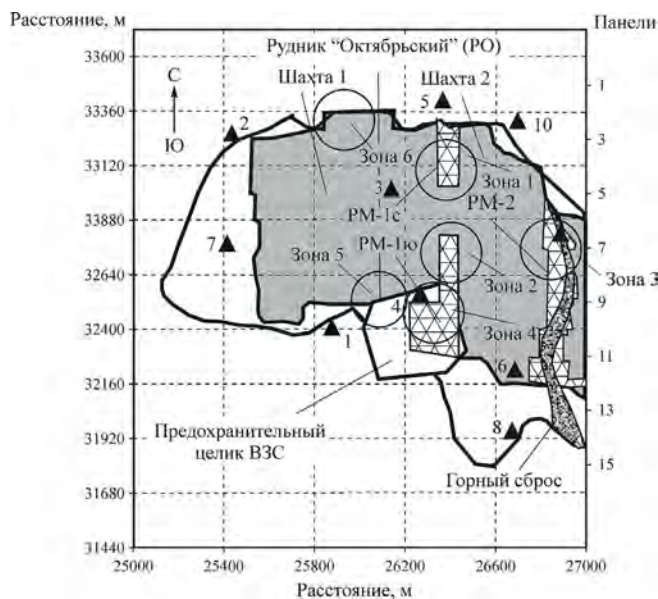 Расстояние, м
Панели
Рудник “Октябрьский” (РО)
33600
33360
33120
33880
32640
32400
32160
31920
31680
31440
С
Ю
Шахта 1
Шахта 2
5
10
2
Зона 6
3
Зона 1
РМ-1с
РМ-2
7
Зона 5
РМ-1ю
Зона 2
Зона 3
4
1
Зона 4
6
8
Предохранительный
целик ВЗС
Горный сброс
1
3
5
7
9
11
13
15
25000
25400
25800
26200
26600
27000
Расстояние, м